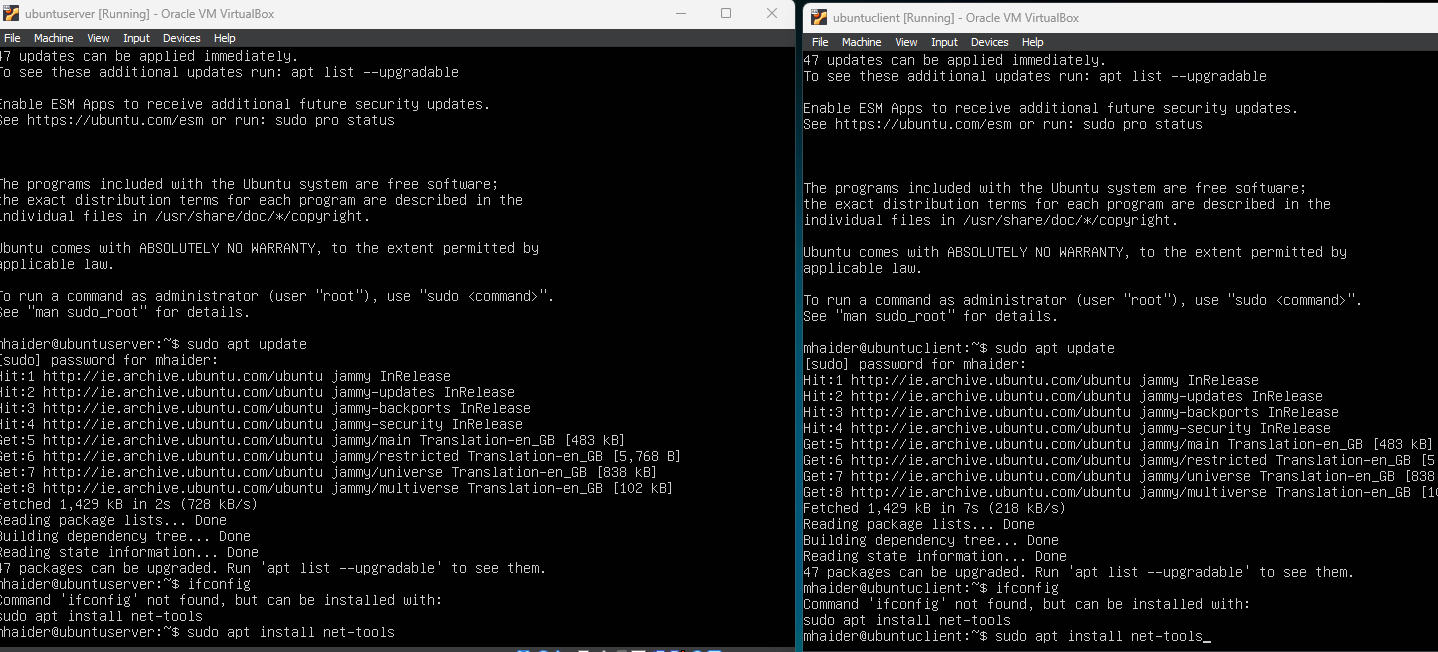 ubuntuserver [Running] - Oracle VM VirtualBox
File Machine View Input Devices Help
47 updates can be applied immediately.
To see these additional updates run: apt list --upgradable
Enable ESM Apps to receive additional future security updates.
See https://ubuntu.com/esm or run: sudo pro status
The programs included with the Ubuntu system are free software;
the exact distribution terms for each program are described in the
individual files in /usr/share/doc/*/copyright.
Ubuntu comes with ABSOLUTELY NO WARRANTY, to the extent permitted by
applicable law.
To run a command as administrator (user "root"), use "sudo <command>".
See "man sudo_root" for details.
mhaider@ubuntuserver:~$ sudo apt update
[sudo] password for mhaider:
Hit:1 http://ie.archive.ubuntu.com/ubuntu jammy InRelease
Hit:2 http://ie.archive.ubuntu.com/ubuntu jammy-updates InRelease
Hit:3 http://ie.archive.ubuntu.com/ubuntu jammy-backports InRelease
Hit:4 http://ie.archive.ubuntu.com/ubuntu jammy-security InRelease
Get:5 http://ie.archive.ubuntu.com/ubuntu jammy/main Translation-en_GB [483 kB]
Get:6 http://ie.archive.ubuntu.com/ubuntu jammy/restricted Translation-en_GB [5,768 B]
Get:7 http://ie.archive.ubuntu.com/ubuntu jammy/universe Translation-en_GB [838 kB]
Get:8 http://ie.archive.ubuntu.com/ubuntu jammy/multiverse Translation-en_GB [102 kB]
Fetched 1,429 kB in 2s (728 kB/s)
Reading package lists... Done
Building dependency tree... Done
Reading state information... Done
47 packages can be upgraded. Run 'apt list --upgradable' to see them.
mhaider@ubuntuserver:~$ ifconfig
Command 'ifconfig' not found, but can be installed with:
sudo apt install net-tools
mhaider@ubuntuserver:~$ sudo apt install net-tools
ubuntuclient [Running] - Oracle VM VirtualBox
File Machine View Input Devices Help
47 updates can be applied immediately.
To see these additional updates run: apt list --upgradable
Enable ESM Apps to receive additional future security updates.
See https://ubuntu.com/esm or run: sudo pro status
The programs included with the Ubuntu system are free software;
the exact distribution terms for each program are described in the
individual files in /usr/share/doc/*/copyright.
Ubuntu comes with ABSOLUTELY NO WARRANTY, to the extent permitted by
applicable law.
To run a command as administrator (user "root"), use "sudo <command>".
See "man sudo_root" for details.
mhaider@ubuntuclient:~$ sudo apt update
[sudo] password for mhaider:
Hit:1 http://ie.archive.ubuntu.com/ubuntu jammy InRelease
Hit:2 http://ie.archive.ubuntu.com/ubuntu jammy-updates InRelease
Hit:3 http://ie.archive.ubuntu.com/ubuntu jammy-backports InRelease
Hit:4 http://ie.archive.ubuntu.com/ubuntu jammy-security InRelease
Get:5 http://ie.archive.ubuntu.com/ubuntu jammy/main Translation-en_GB [483 kB]
Get:6 http://ie.archive.ubuntu.com/ubuntu jammy/restricted Translation-en_GB [5
Get:7 http://ie.archive.ubuntu.com/ubuntu jammy/universe Translation-en_GB [838
Get:8 http://ie.archive.ubuntu.com/ubuntu jammy/multiverse Translation-en_GB [10
Fetched 1,429 kB in 7s (218 kB/s)
Reading package lists... Done
Building dependency tree... Done
Reading state information... Done
47 packages can be upgraded. Run 'apt list --upgradable' to see them.
mhaider@ubuntuclient:~$ ifconfig
Command 'ifconfig' not found, but can be installed with:
sudo apt install net-tools
mhaider@ubuntuclient:~$ sudo apt install net-tools_